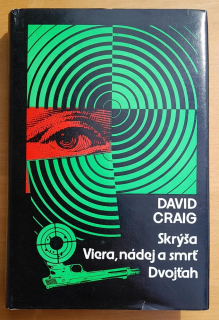 DAVID
CRAIG
Skrýša
Viera, nádej a smrť
Dvojťah